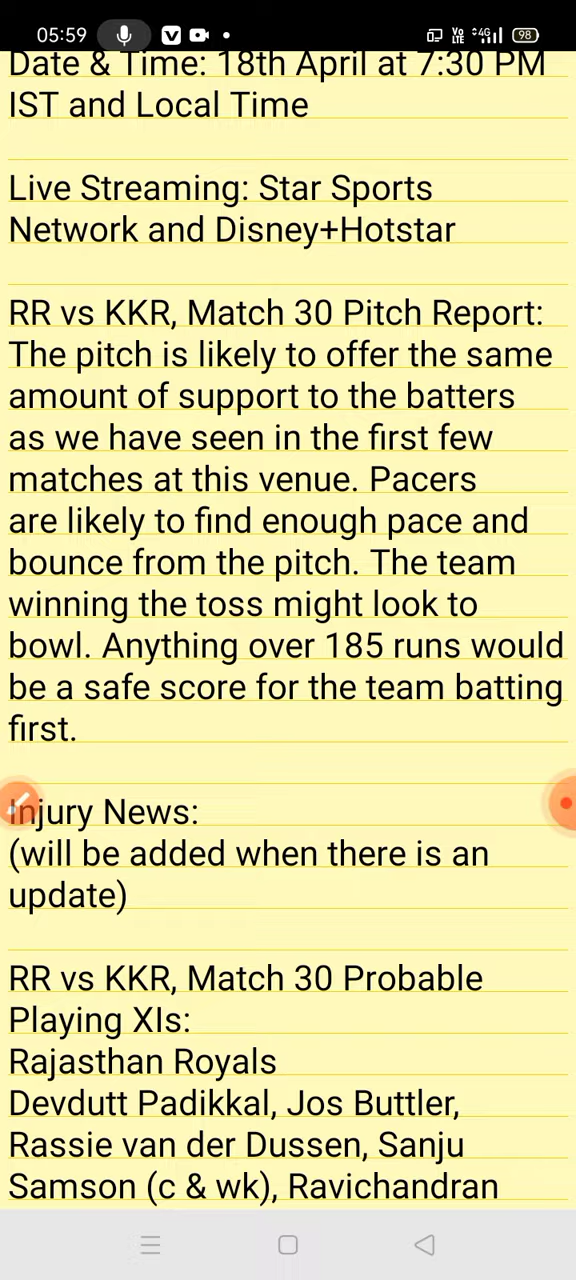 05:59
Vo
LTE
4G
98
Date & Time: 18th April at 7:30 PM
IST and Local Time
Live Streaming: Star Sports
Network and Disney+Hotstar
RR vs KKR, Match 30 Pitch Report:
The pitch is likely to offer the same
amount of support to the batters
as we have seen in the first few
matches at this venue. Pacers
are likely to find enough pace and
bounce from the pitch. The team
winning the toss might look to
bowl. Anything over 185 runs would
be a safe score for the team batting
first.
Injury News:
(will be added when there is an
update)
RR vs KKR, Match 30 Probable
Playing XIs:
Rajasthan Royals
Devdutt Padikkal, Jos Buttler,
Rassie van der Dussen, Sanju
Samson (c & wk), Ravichandran